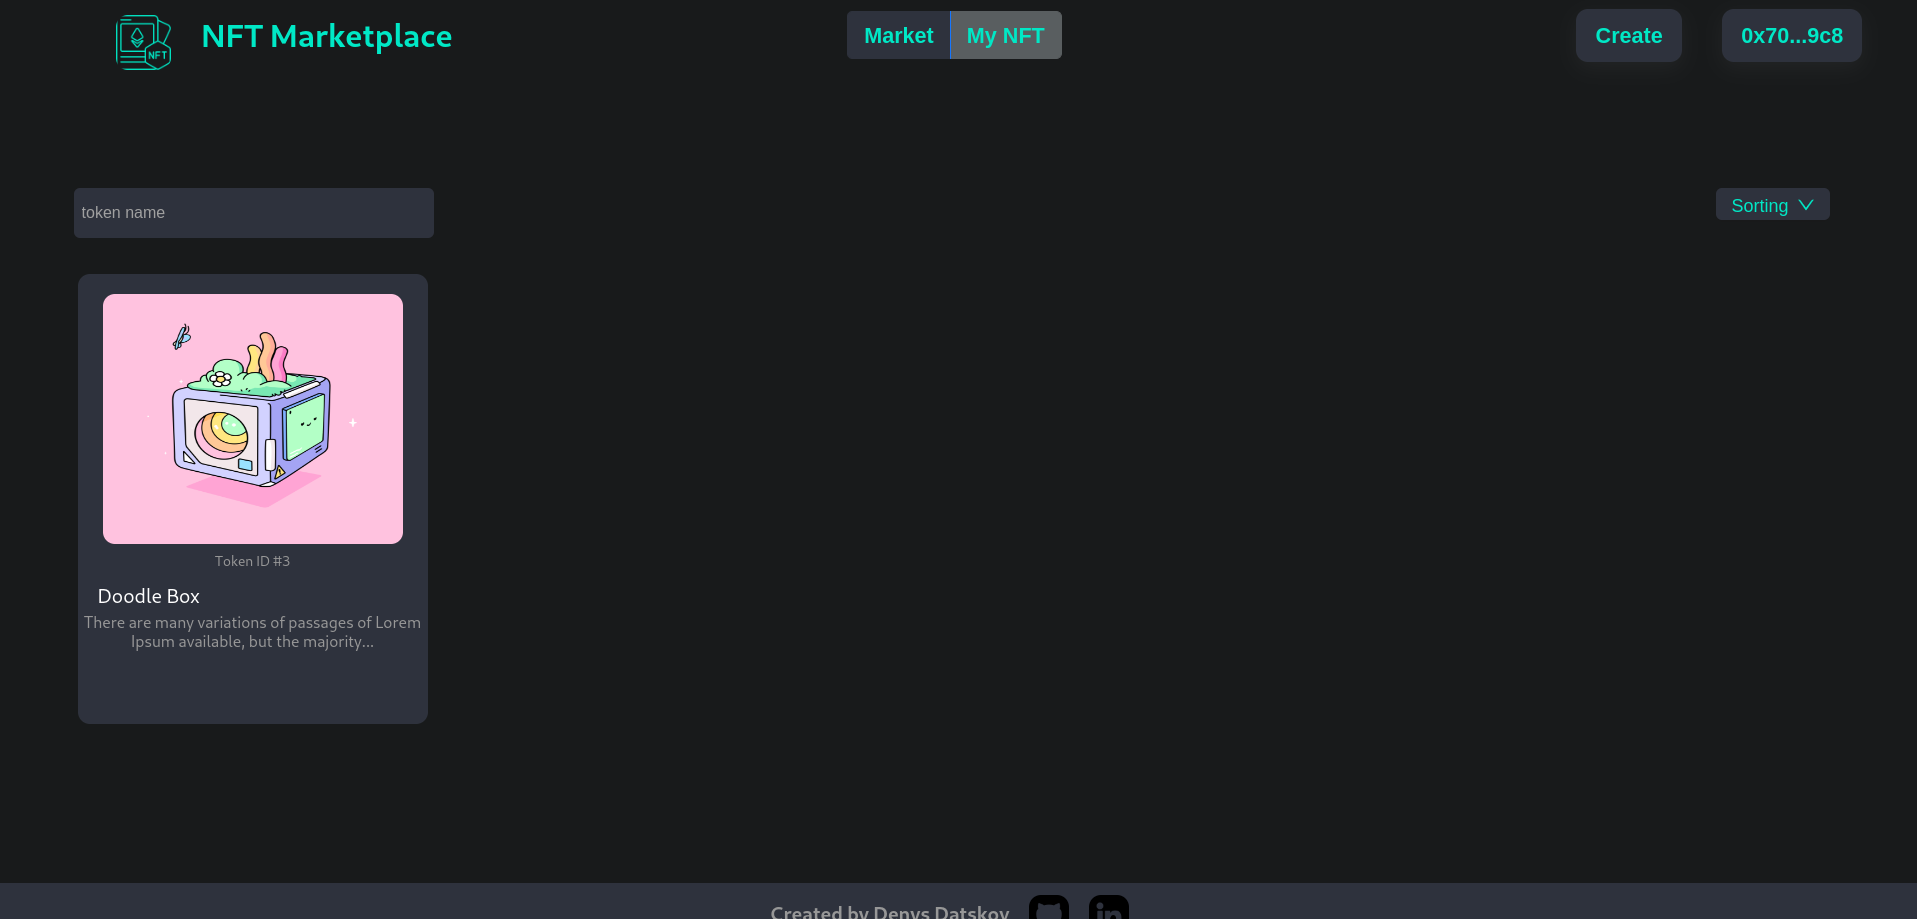 NFT
NFT Marketplace
Market
My NFT
Create
0x70...9c8
token name
Sorting
Token ID #3
Doodle Box
There are many variations of passages of Lorem
Ipsum available, but the majority...
Created by Denys Datskov
in